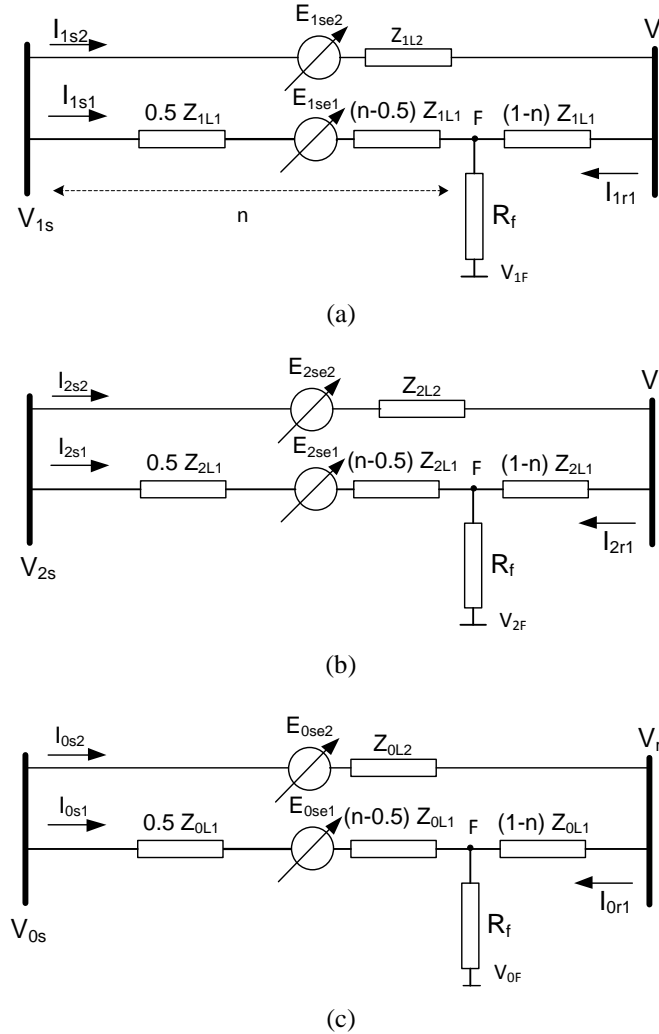 I1s2 E1se2 Z1L2 V
I1s1 0.5 Z1L1 E1se1 (n-0.5) Z1L1 F (1-n) Z1L1
V1s n Rf I1r1
V1F
(a)
I2s2 E2se2 Z2L2 V
I2s1 0.5 Z2L1 E2se1 (n-0.5) Z2L1 F (1-n) Z2L1
V2s Rf I2r1
V2F
(b)
I0s2 E0se2 Z0L2
I0s1 0.5 Z0L1 E0se1 (n-0.5) Z0L1 F (1-n) Z0L1
V0s Rf I0r1
V0F
(c)